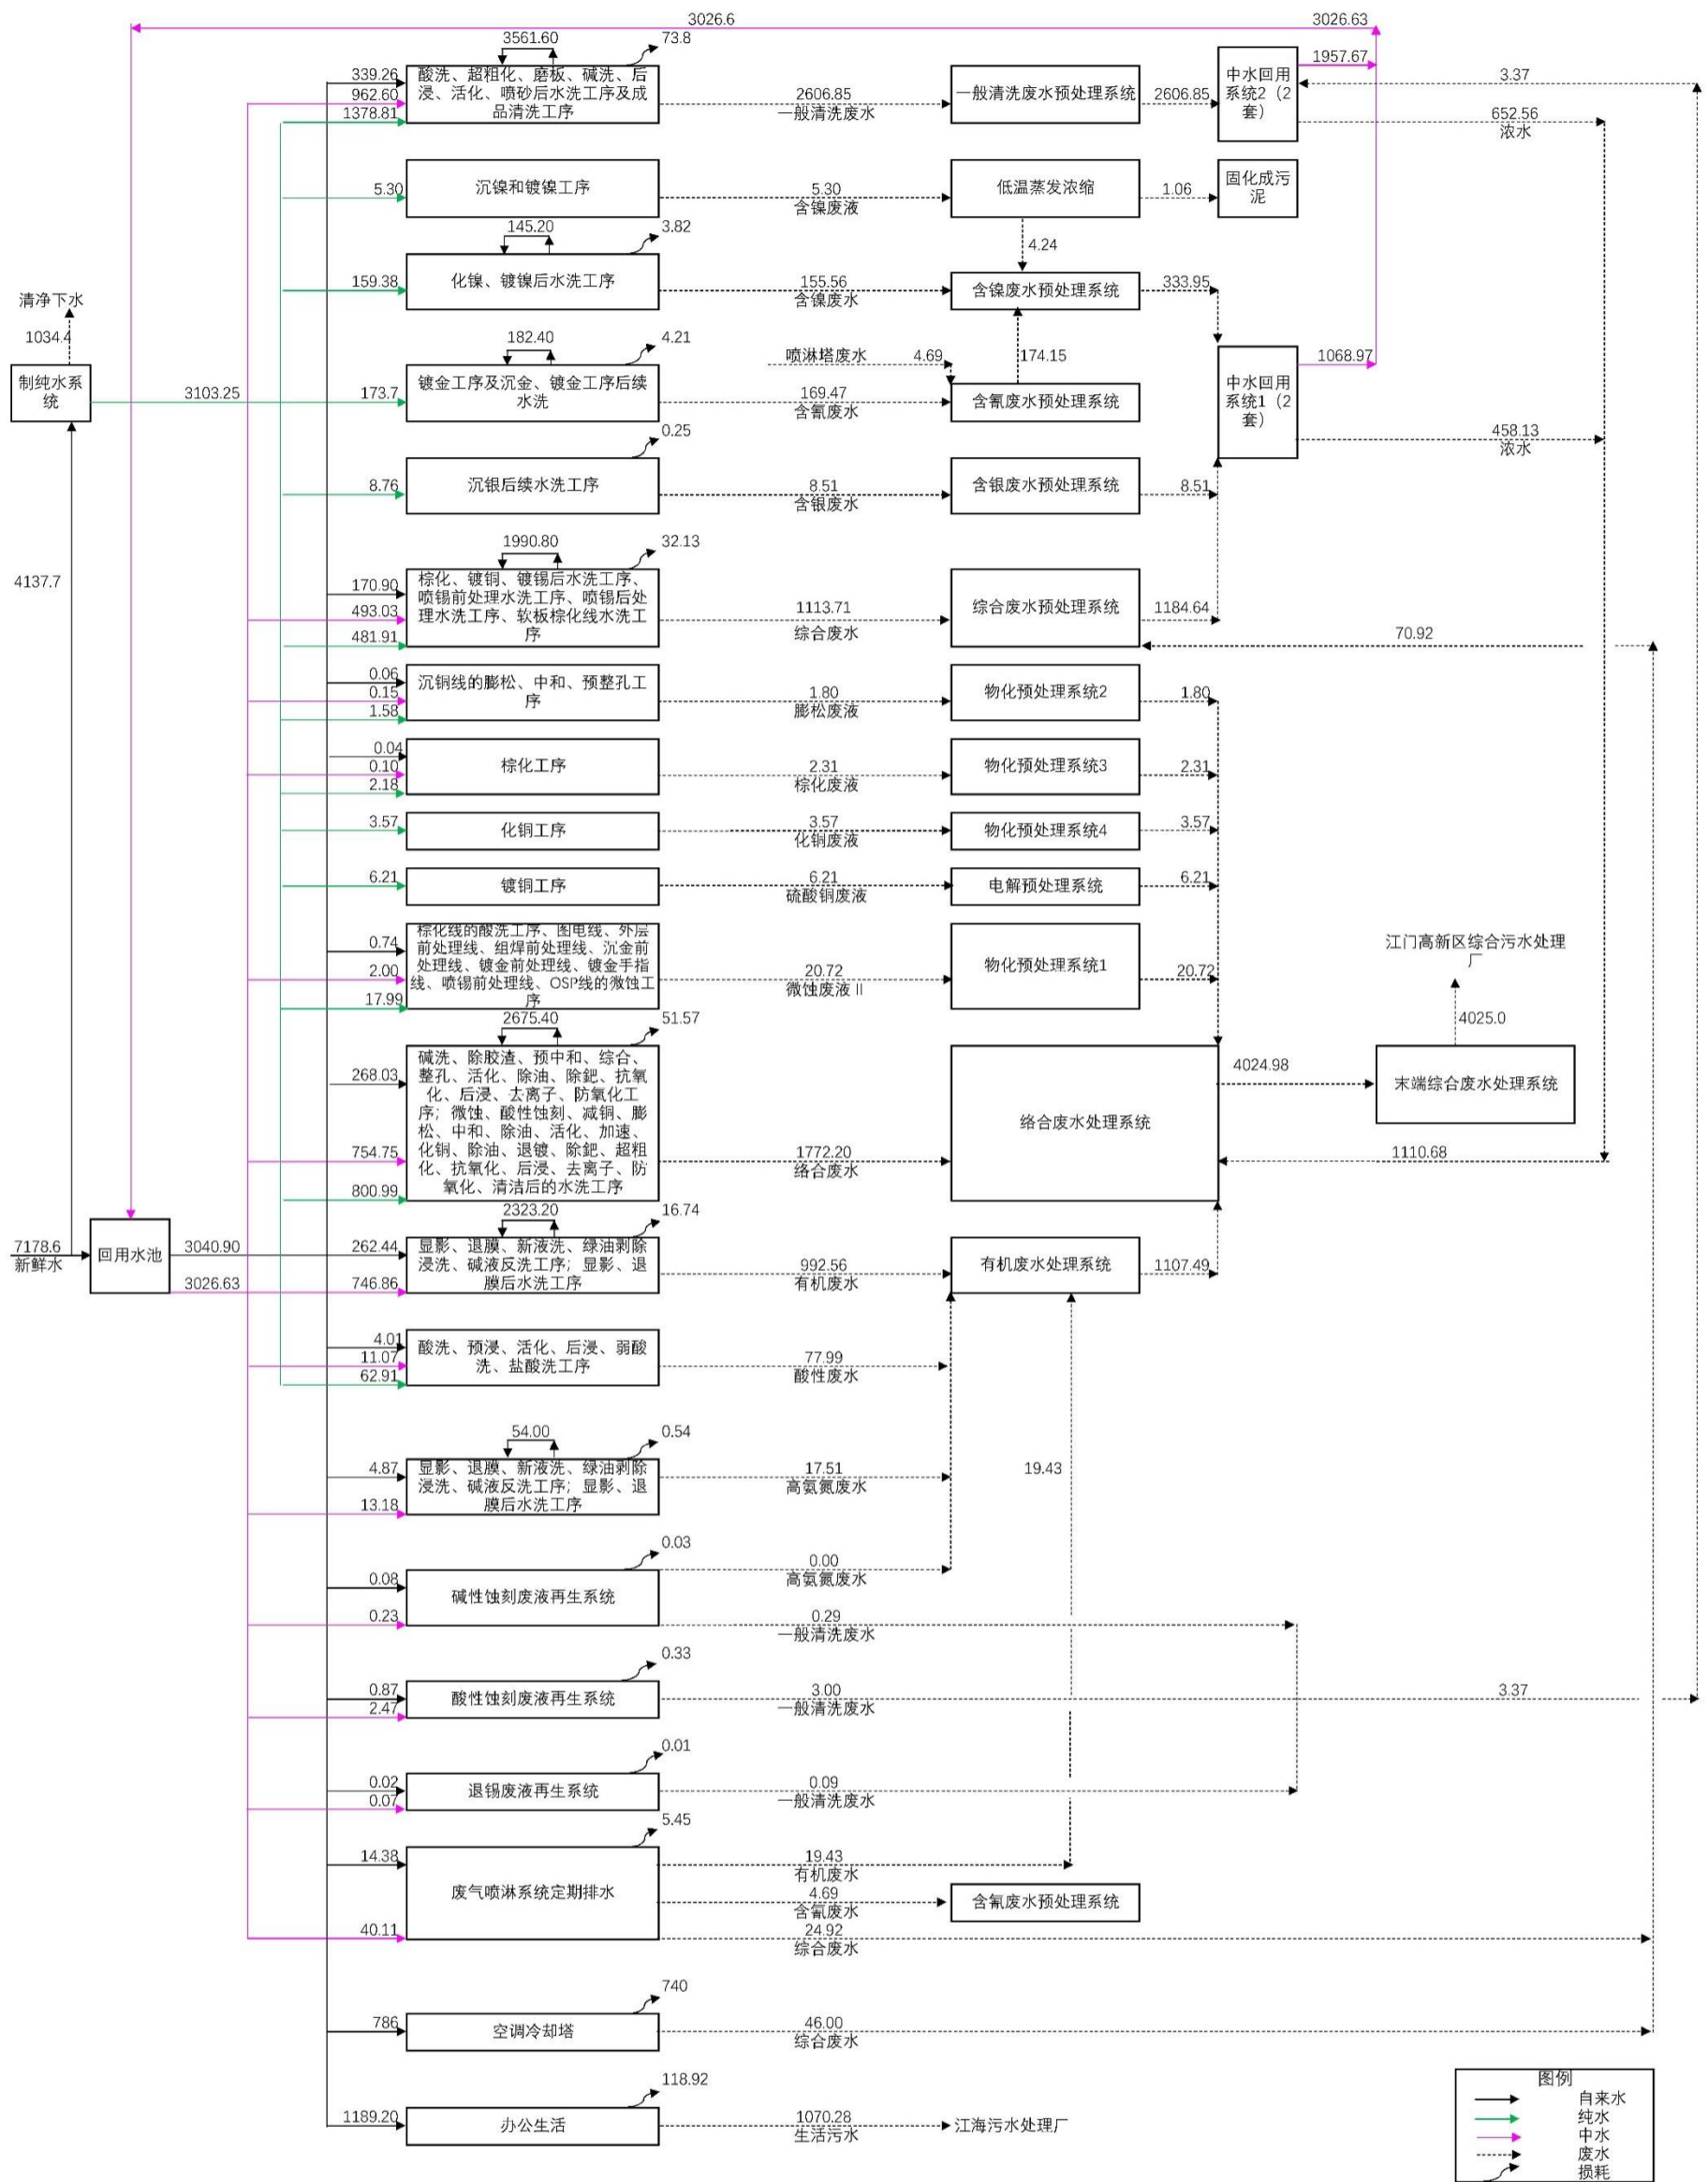 3026.6
3026.63
3561.60
73.8
1957.67
339.26
962.60
1378.81
酸洗、超粗化、磨板、碱洗、后
浸、活化、喷砂后水洗工序及成
品清洗工序
2606.85
一般清洗废水
一般清洗废水预处理系统
2606.85
中水回用
系统2（2
套）
3.37
652.56
浓水
5.30
沉镍和镀镍工序
5.30
含镍废液
低温蒸发浓缩
1.06
固化成污
泥
145.20
3.82
4.24
159.38
化镍、镀镍后水洗工序
155.56
含镍废水
含镍废水预处理系统
333.95
清净下水
1034.4
182.40
4.21
喷淋塔废水
4.69
174.15
1068.97
制纯水系
统
3103.25
173.7
镀金工序及沉金、镀金工序后续
水洗
169.47
含氰废水
含氰废水预处理系统
中水回用
系统1（2
套）
458.13
浓水
0.25
8.76
沉银后续水洗工序
8.51
含银废水
含银废水预处理系统
8.51
1990.80
32.13
4137.7
170.90
493.03
481.91
棕化、镀铜、镀锡后水洗工序、
喷锡前处理水洗工序、喷锡后处
理水洗工序、软板棕化线水洗工
序
1113.71
综合废水
综合废水预处理系统
1184.64
70.92
0.06
0.15
1.58
沉铜线的膨松、中和、预整孔工
序
1.80
膨松废液
物化预处理系统2
1.80
0.04
0.10
2.18
棕化工序
2.31
棕化废液
物化预处理系统3
2.31
3.57
化铜工序
3.57
化铜废液
物化预处理系统4
3.57
6.21
镀铜工序
6.21
硫酸铜废液
电解预处理系统
6.21
0.74
2.00
17.99
棕化线的酸洗工序、图电线、外层
前处理线、组焊前处理线、沉金前
处理线、镀金前处理线、镀金手指
线、喷锡前处理线、OSP线的微蚀工
序
20.72
微蚀废液 II
物化预处理系统1
20.72
江门高新区综合污水处理
厂
4025.0
2675.40
51.57
268.03
754.75
800.99
碱洗、除胶渣、预中和、综合、
整孔、活化、除油、除鈀、抗氧
化、后浸、去离子、防氧化工
序；微蚀、酸性蚀刻、减铜、膨
松、中和、除油、活化、加速、
化铜、除油、退镀、除鈀、超粗
化、抗氧化、后浸、去离子、防
氧化、清洁后的水洗工序
1772.20
络合废水
络合废水处理系统
4024.98
末端综合废水处理系统
1110.68
2323.20
16.74
7178.6
新鲜水
回用水池
3040.90
3026.63
262.44
746.86
显影、退膜、新液洗、绿油剥除
浸洗、碱液反洗工序；显影、退
膜后水洗工序
992.56
有机废水
有机废水处理系统
1107.49
4.01
11.07
62.91
酸洗、预浸、活化、后浸、弱酸
洗、盐酸洗工序
77.99
酸性废水
54.00
0.54
4.87
13.18
显影、退膜、新液洗、绿油剥除
浸洗、碱液反洗工序；显影、退
膜后水洗工序
17.51
高氨氮废水
19.43
0.03
0.08
0.23
碱性蚀刻废液再生系统
0.00
高氨氮废水
0.29
一般清洗废水
0.33
0.87
2.47
酸性蚀刻废液再生系统
3.00
一般清洗废水
3.37
0.01
0.02
0.07
退锡废液再生系统
0.09
一般清洗废水
5.45
14.38
40.11
废气喷淋系统定期排水
19.43
有机废水
4.69
含氰废水
含氰废水预处理系统
24.92
综合废水
740
786
空调冷却塔
46.00
综合废水
118.92
1189.20
办公生活
1070.28
生活污水
江海污水处理厂
图例
自来水
纯水
中水
废水
损耗